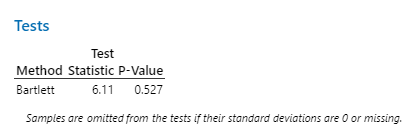 Tests
Test
Method Statistic P-Value
Bartlett 6.11 0.527
Samples are omitted from the tests if their standard deviations are 0 or missing.